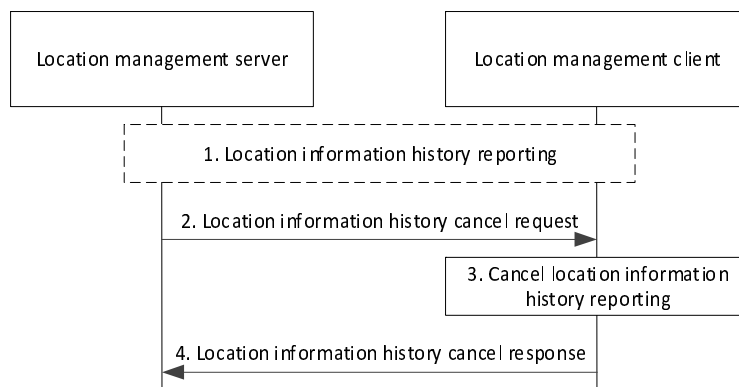 Location management server
Location management client
1. Location information history reporting
2. Location information history cancel request
3. Cancel location information
history reporting
4. Location information history cancel response